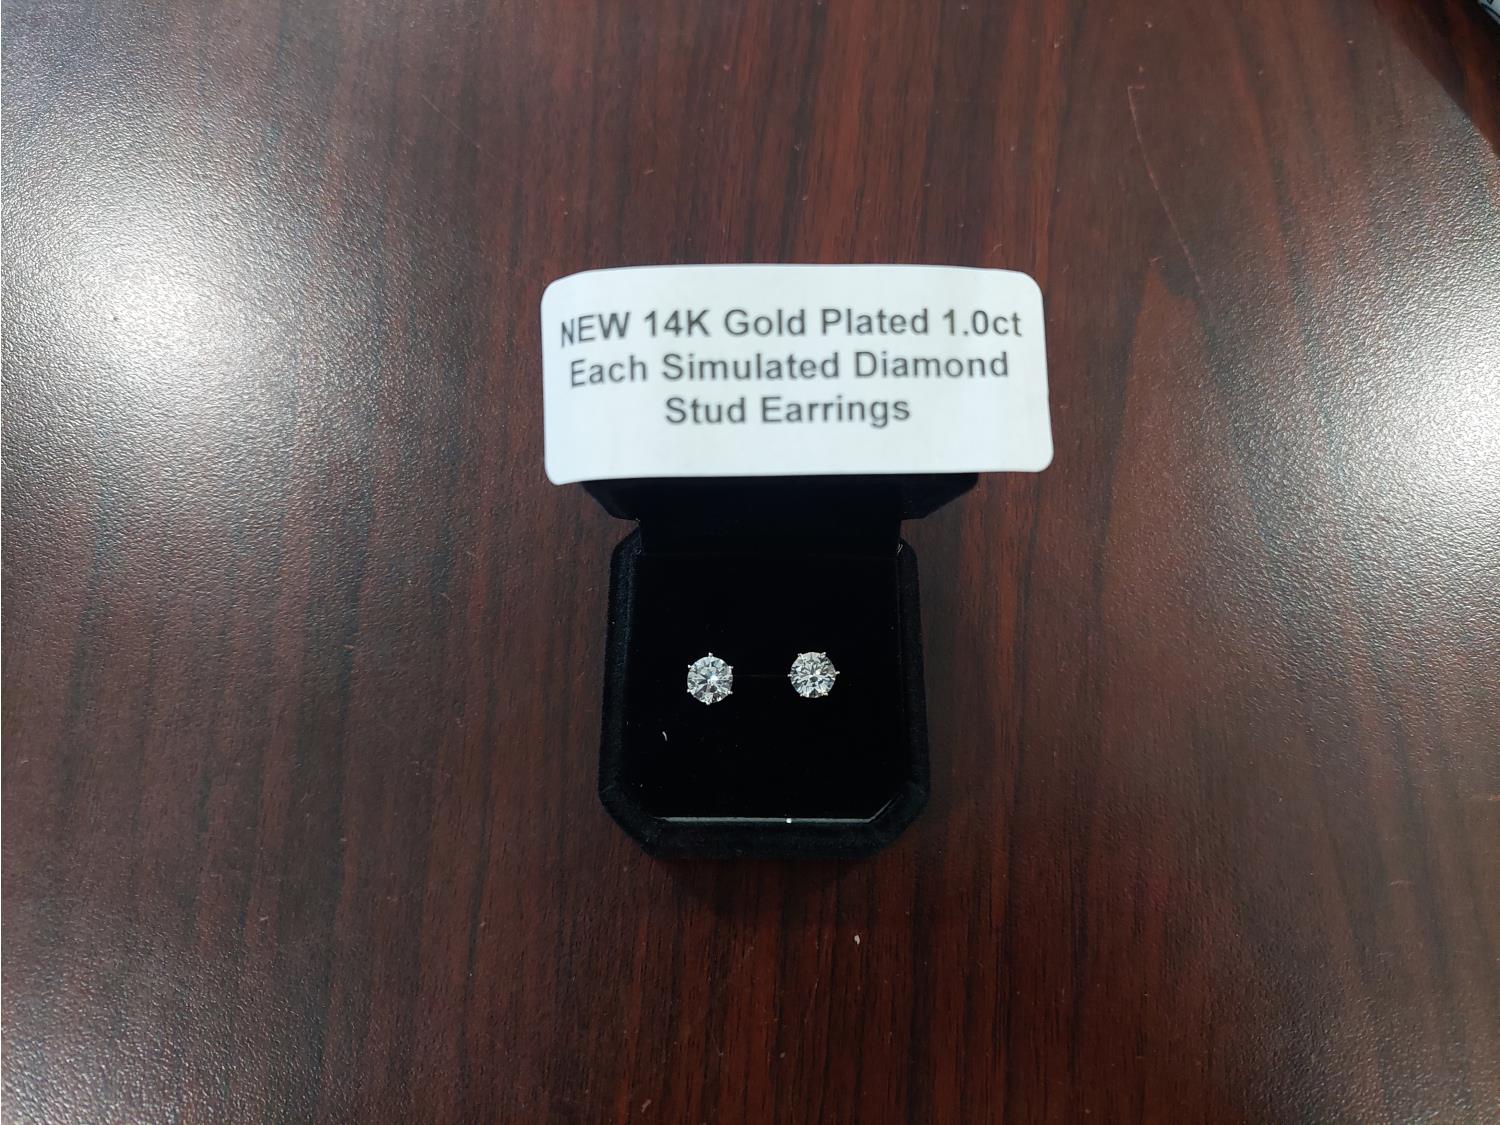 NEW 14K Gold Plated 1.0ct
Each Simulated Diamond
Stud Earrings